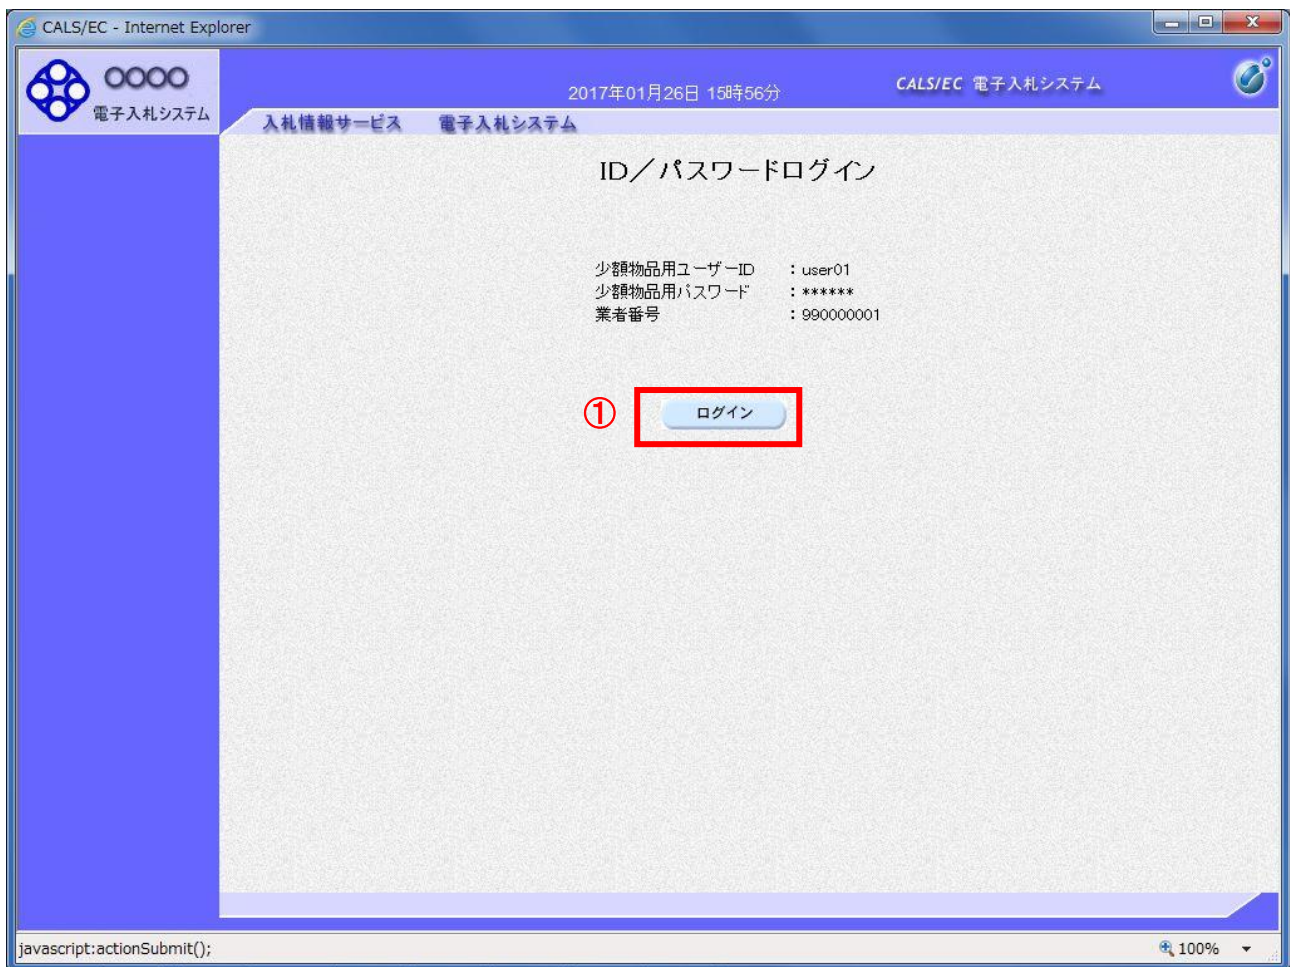 CALS/EC - Internet Explorer
○○○○
電子入札システム
2017年01月26日 15時56分
CALS/EC 電子入札システム
入札情報サービス 電子入札システム
ID/パスワードログイン
少額物品用ユーザーID : user01
少額物品用パスワード : ******
業者番号 : 990000001
① ログイン
javascript:actionSubmit();
100%